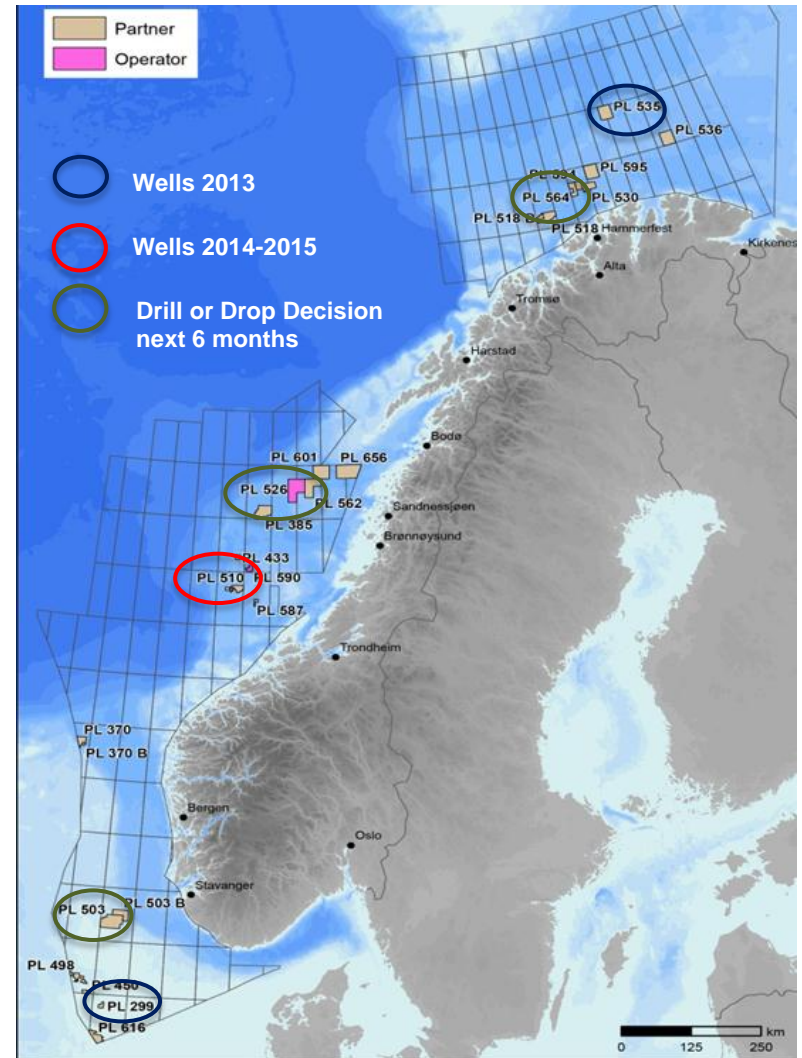 Partner
Operator
Wells 2013
Wells 2014-2015
Drill or Drop Decision
next 6 months
PL 535
PL 536
PL 594
PL 595
PL 564
PL 530
PL 518 B
PL 518
Hammerfest
Kirkenes
Alta
Tromsø
Harstad
Bodø
PL 601
PL 656
PL 526
PL 562
PL 385
Sandnessjøen
Brønnøysund
PL 433
PL 510
PL 590
PL 587
Trondheim
PL 370
PL 370 B
Bergen
Oslo
Stavanger
PL 503
PL 503 B
PL 498
PL 450
PL 299
PL 616
km
0 125 250